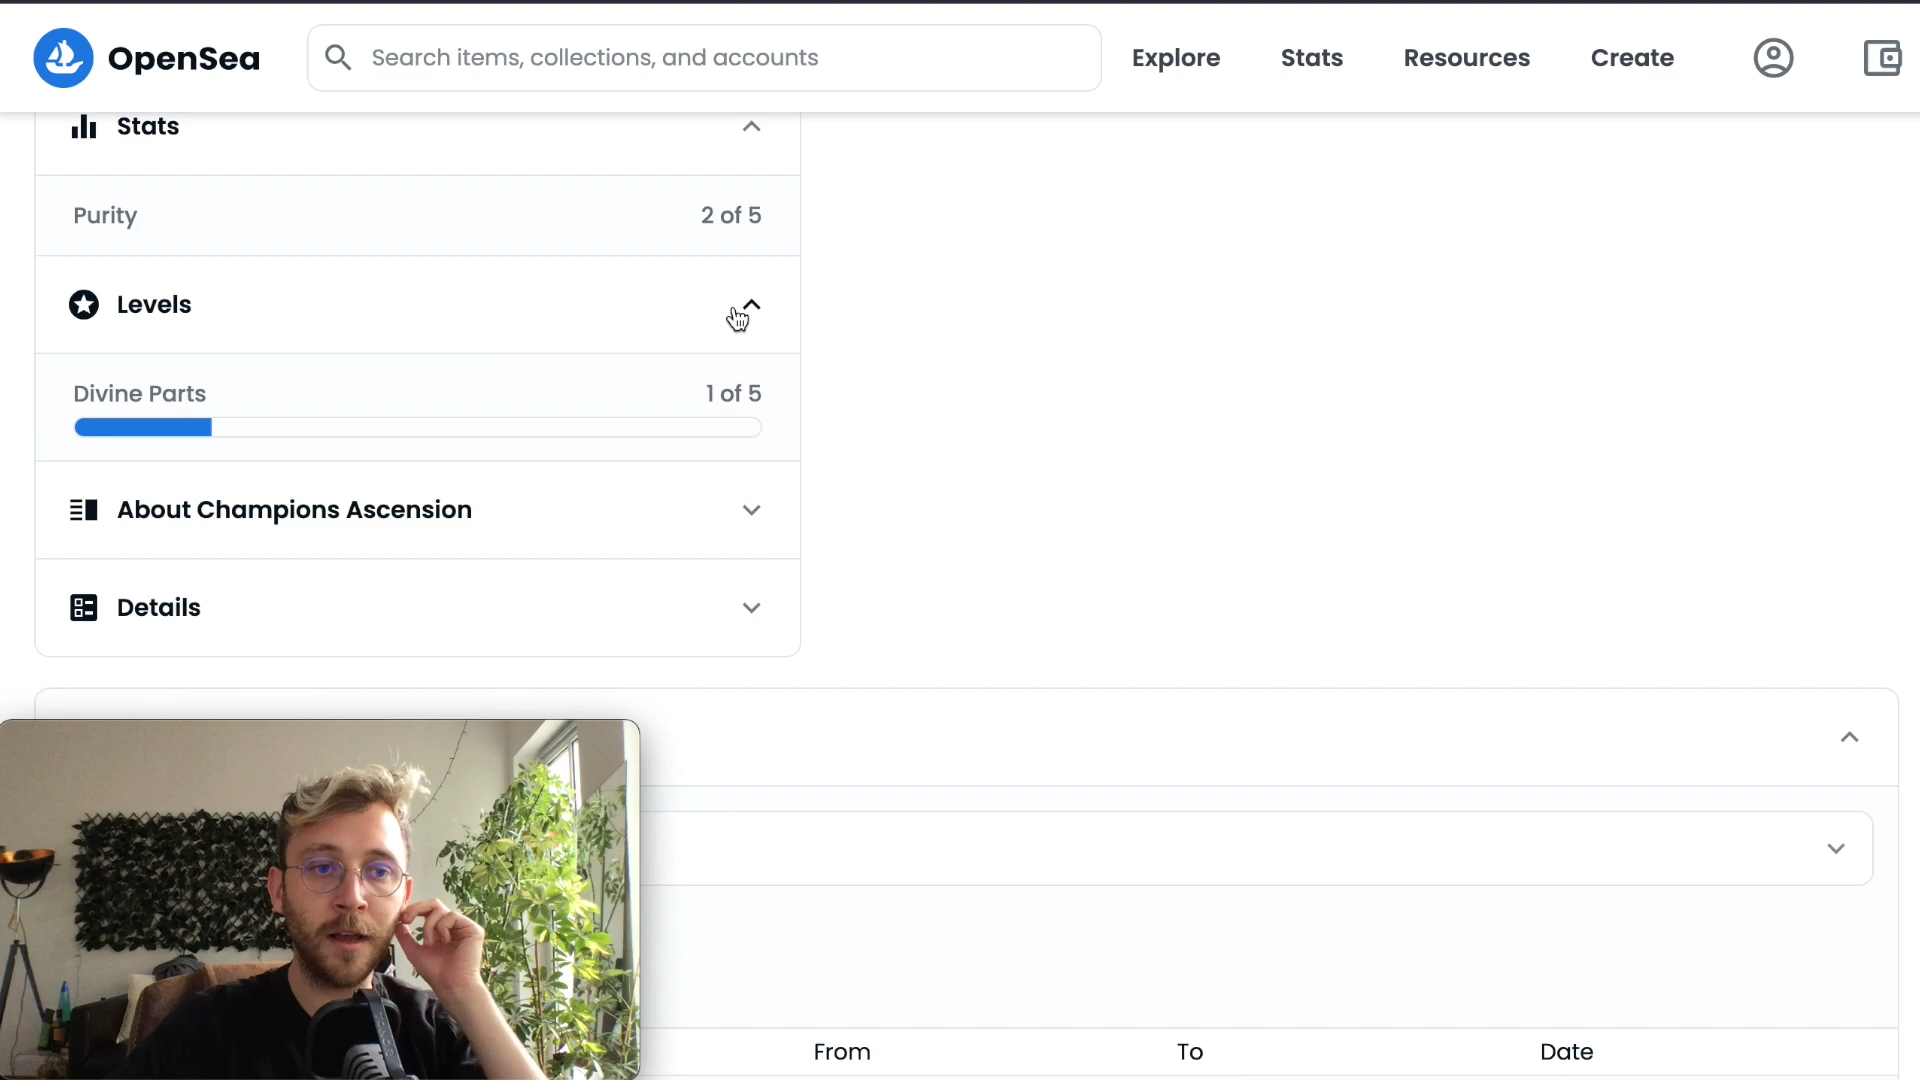 OpenSea
Search items, collections, and accounts
Explore
Stats
Resources
Create
Stats
Purity
2 of 5
Levels
Divine Parts
1 of 5
About Champions Ascension
Details
From
To
Date